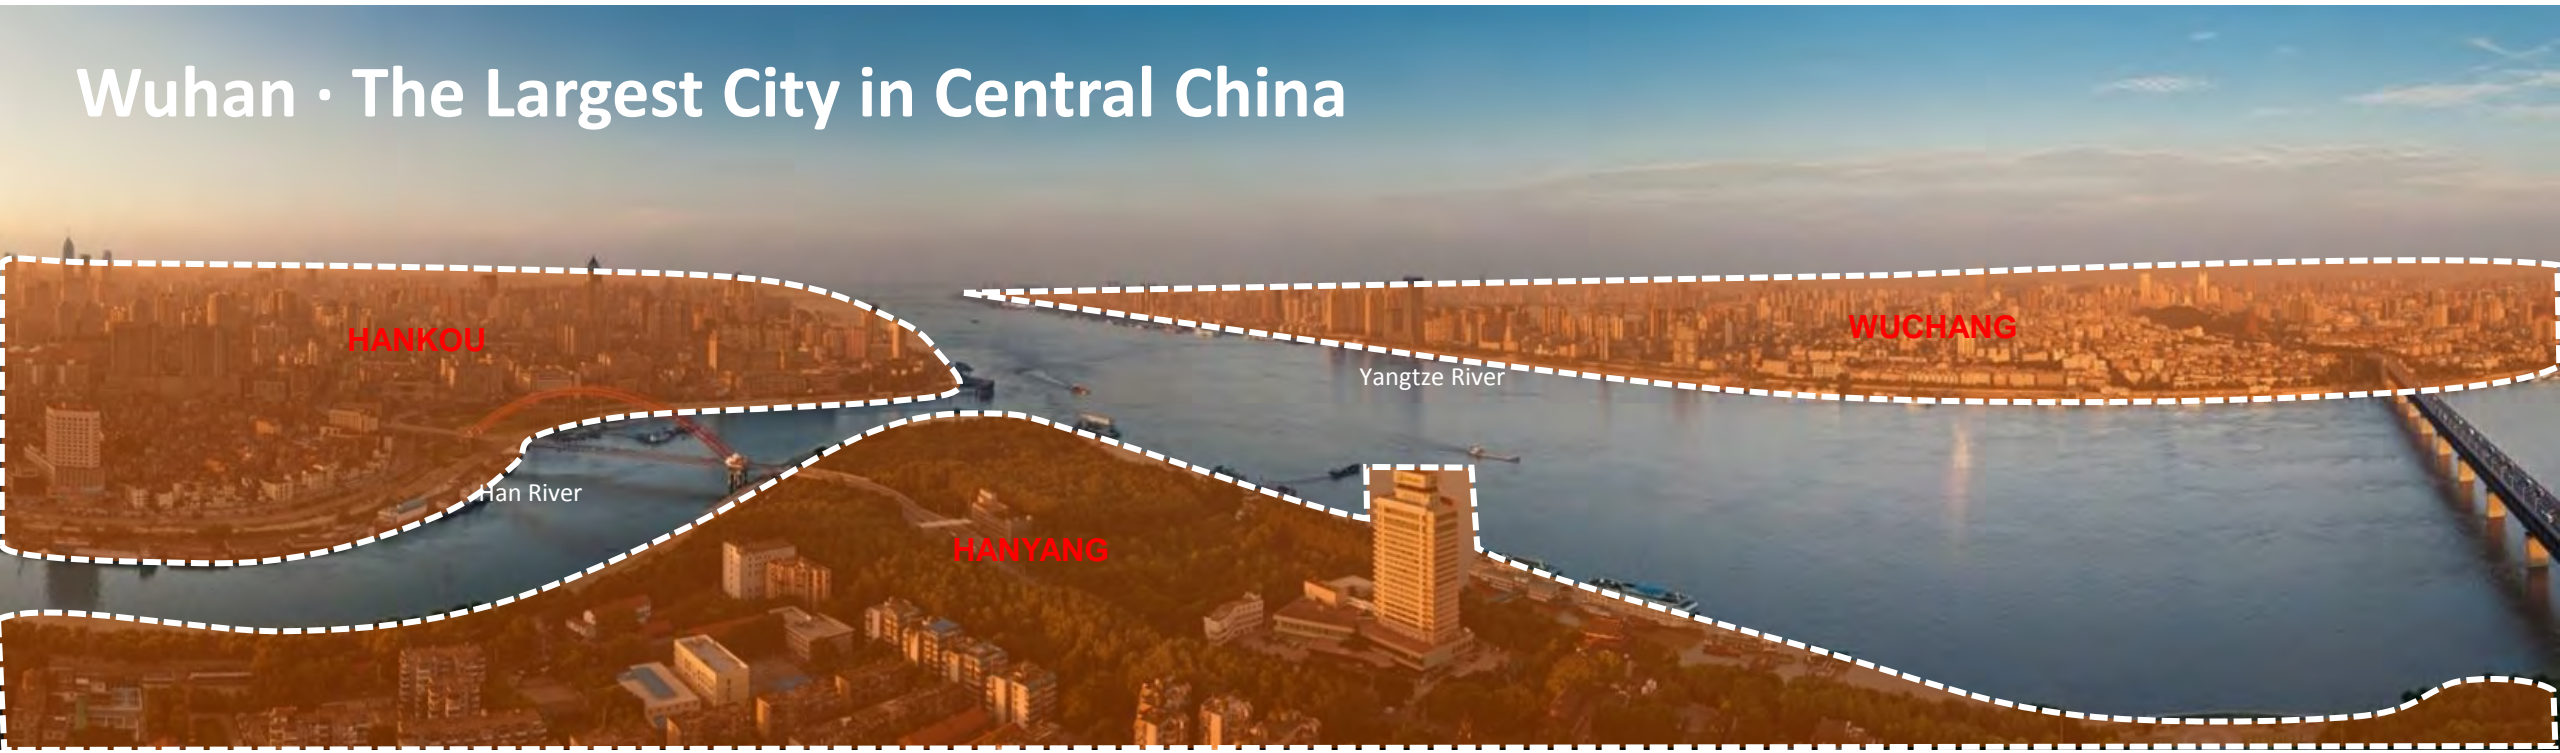 Wuhan · The Largest City in Central China
HANKOU
WUCHANG
Yangtze River
Han River
HANYANG